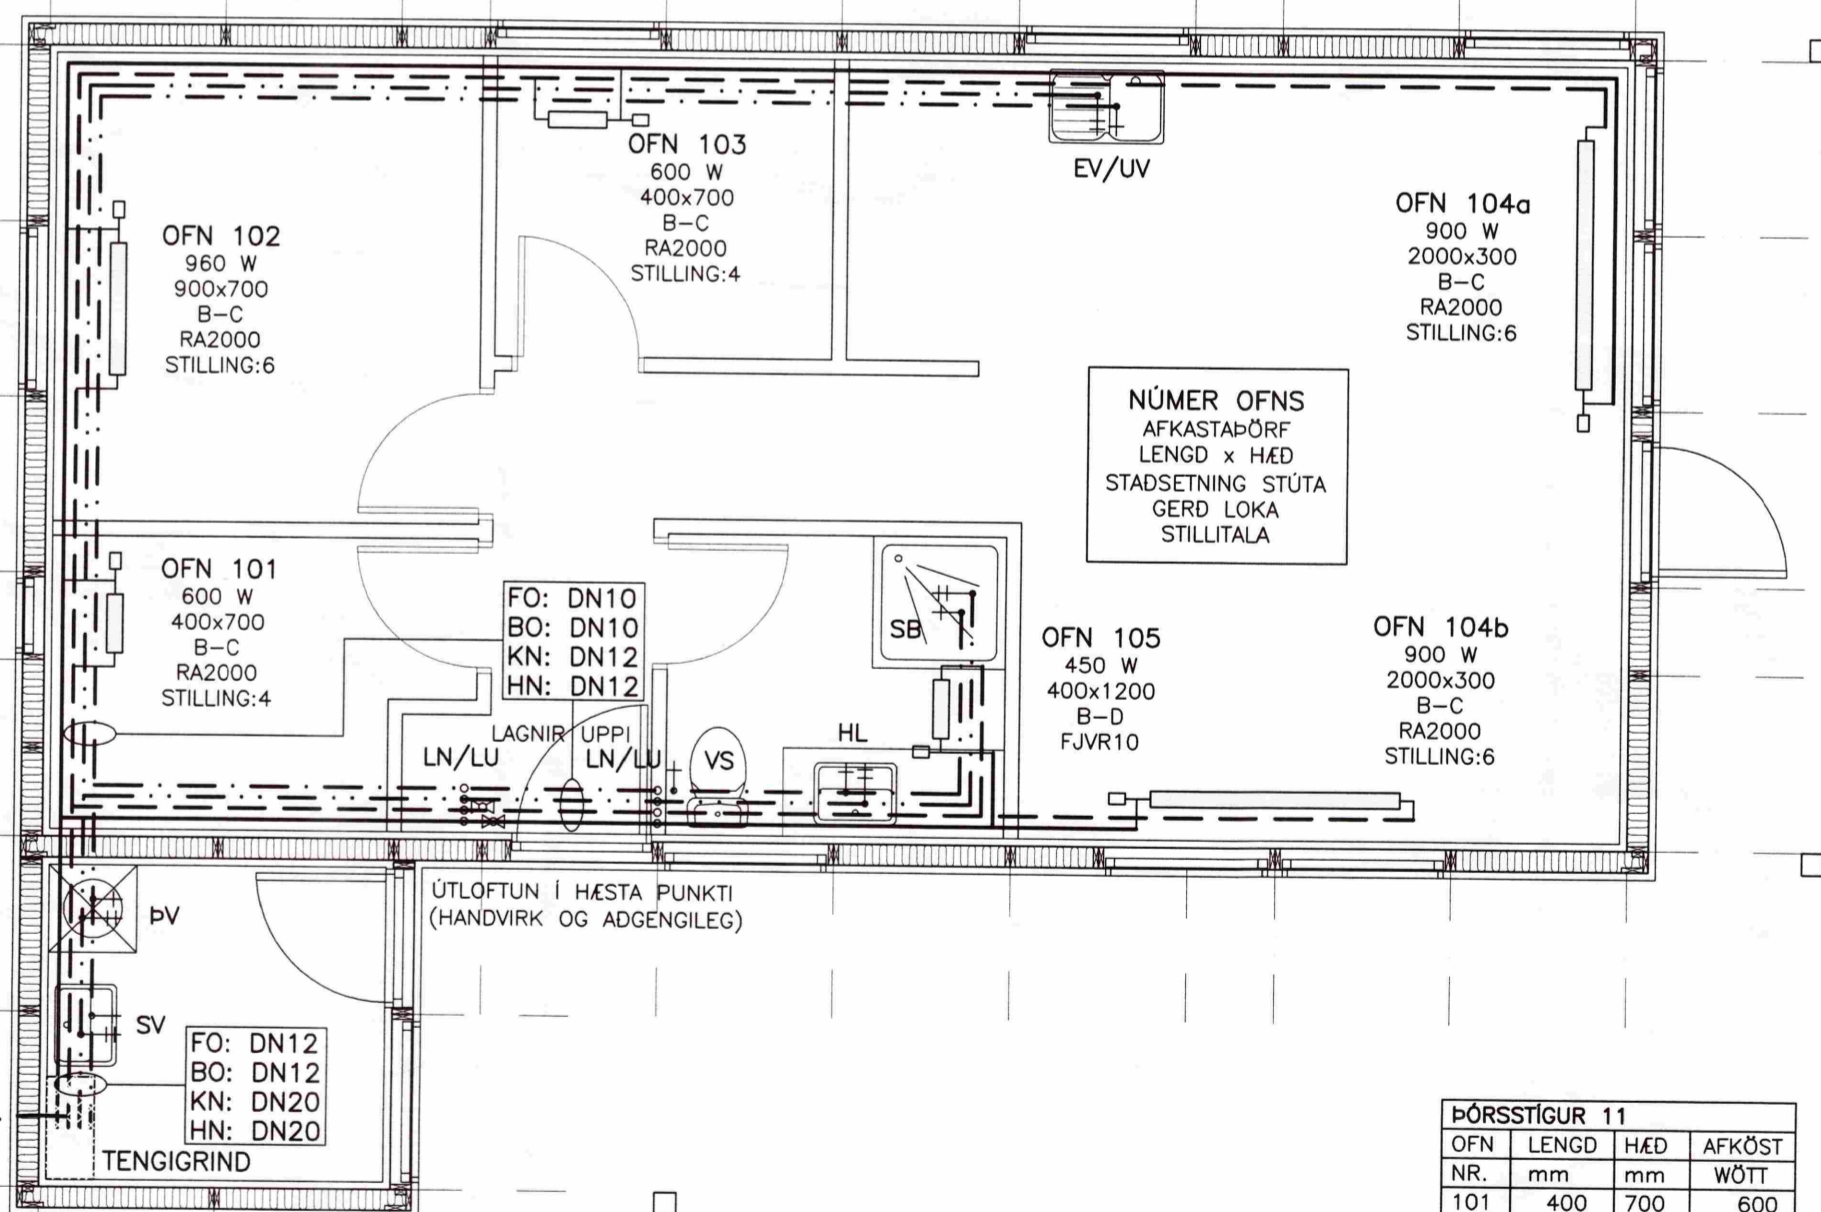 OFN 103
600 W
400x700
B-C
RA2000
STILLING:4
EV/UV
OFN 104a
900 W
2000x300
B-C
RA2000
STILLING:6
OFN 102
960 W
900x700
B-C
RA2000
STILLING:6
NÚMER OFNS
AFKASTAÞÖRF
LENGD x HÆÐ
STAÐSETNING STÚTA
GERÐ LOKA
STILLITALA
OFN 101
600 W
400x700
B-C
RA2000
STILLING:4
FO: DN10
BO: DN10
KN: DN12
HN: DN12
SB
OFN 105
450 W
400x1200
B-D
FJVR10
OFN 104b
900 W
2000x300
B-C
RA2000
STILLING:6
LAGNIR UPPI
LN/LU
LN/LU
VS
HL
ÚTLOFTUN Í HÆSTA PUNKTI
(HANDVIRK OG AÐGENGILEG)
ÞV
SV
FO: DN12
BO: DN12
KN: DN20
HN: DN20
TENGIGRIND
ÞÓRSSTÍGUR 11
OFN LENGD HÆÐ AFKÖST
NR. mm mm WÖTT
101 400 700 600